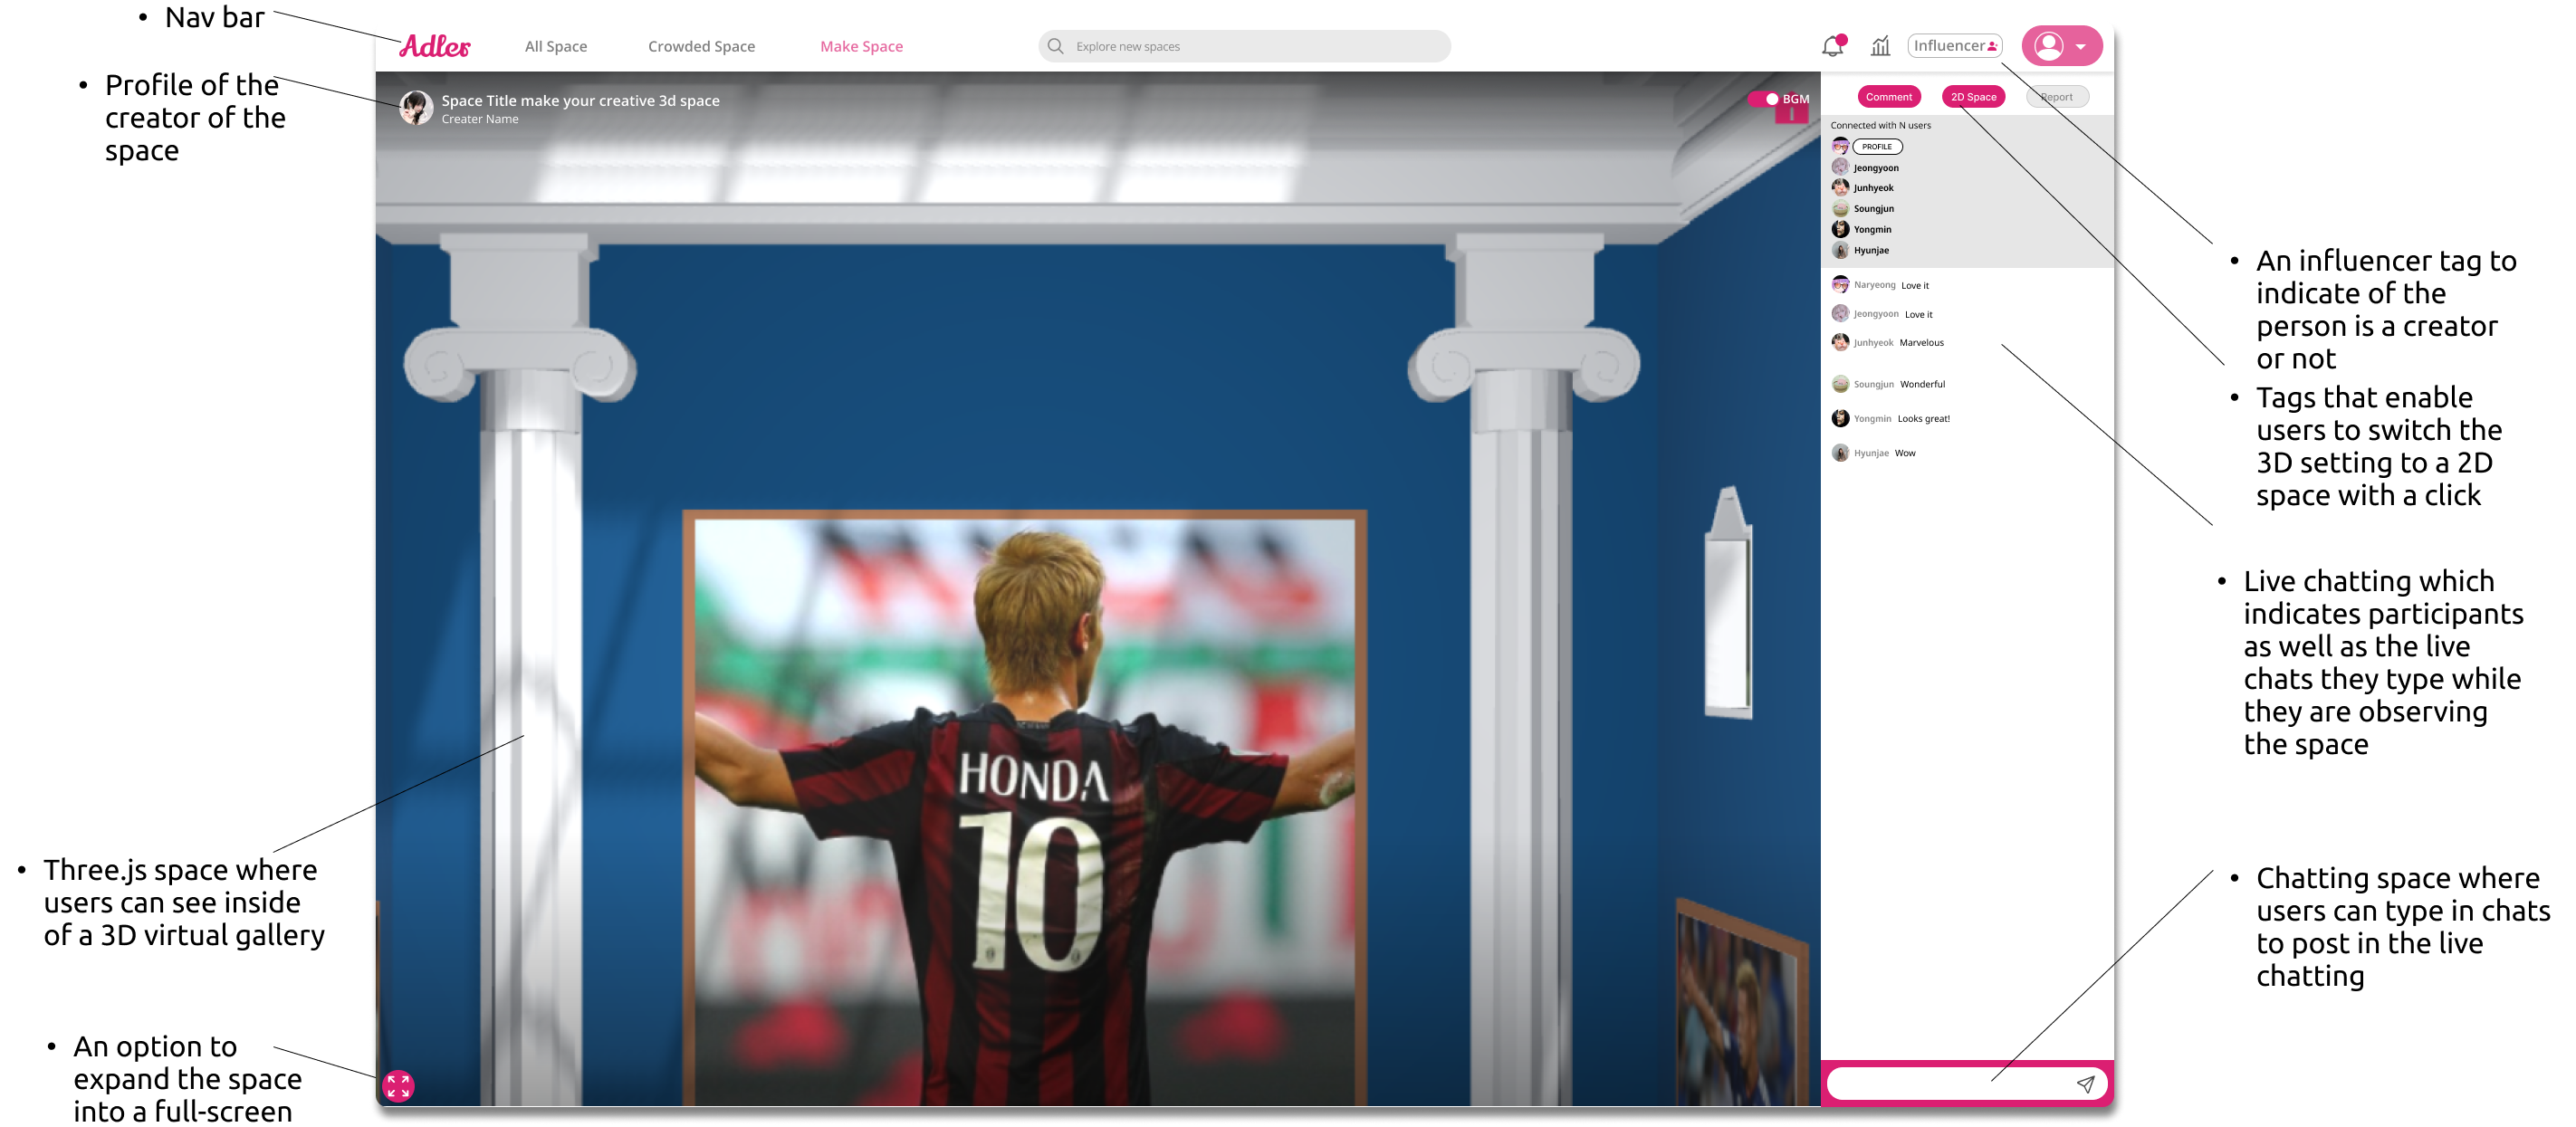 • Nav bar
• Profile of the
creator of the
space
• Three.js space where
users can see inside
of a 3D virtual gallery
• An option to
expand the space
into a full-screen
Adler
All Space
Crowded Space
Make Space
Explore new spaces
Influencer
Space Title make your creative 3d space
Creater Name
BGM
HONDA
10
Comment
2D Space
Report
Connected with N users
PROFILE
Jeongyoon
Junhyeok
Soungjun
Yongmin
Hyunjae
Naryeong Love it
Jeongyoon Love it
Junhyeok Marvelous
Soungjun Wonderful
Yongmin Looks great!
Hyunjae Wow
• An influencer tag to
indicate of the
person is a creator
or not
• Tags that enable
users to switch the
3D setting to a 2D
space with a click
• Live chatting which
indicates participants
as well as the live
chats they type while
they are observing
the space
• Chatting space where
users can type in chats
to post in the live
chatting